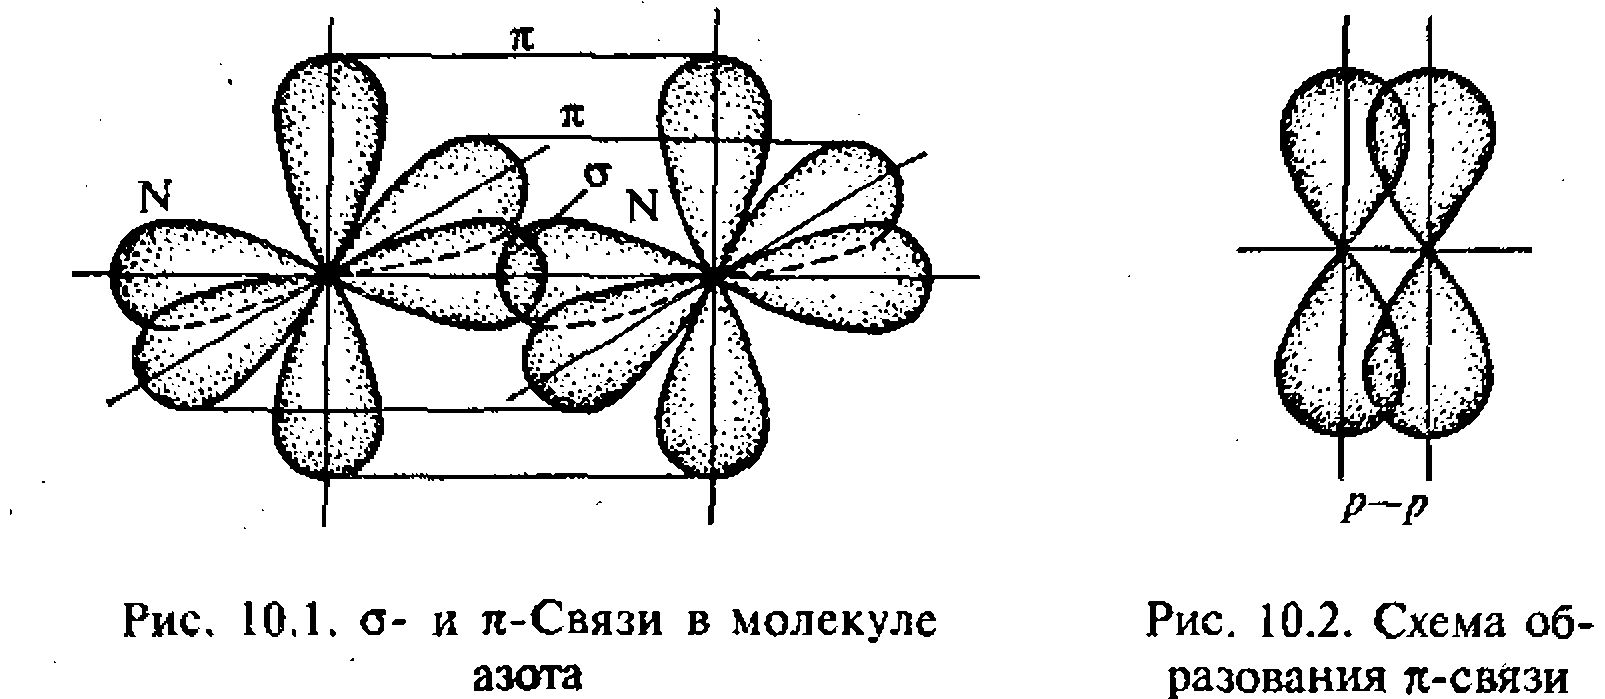 π
π
σ
N
N
p—p
Рис. 10.1. σ- и π-Связи в молекуле
азота
Рис. 10.2. Схема об-
разования π-связи